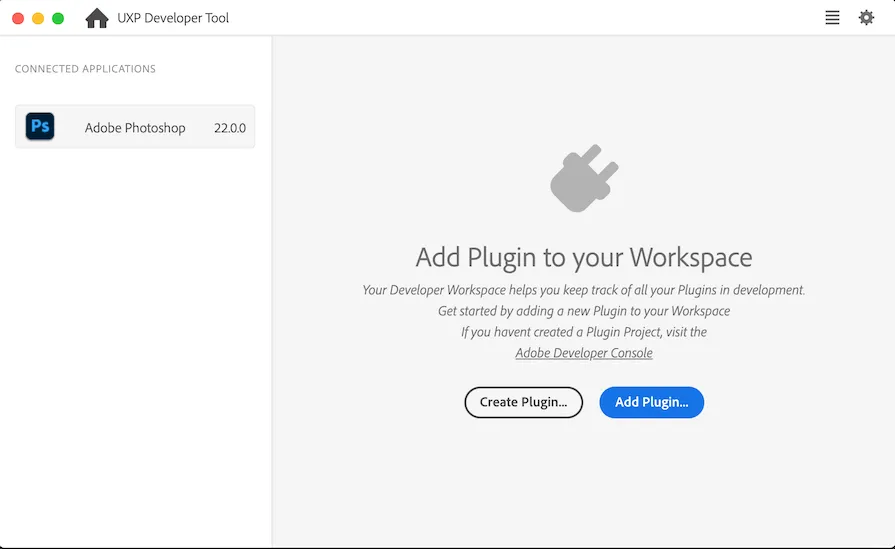 UXP Developer Tool
CONNECTED APPLICATIONS
Ps Adobe Photoshop 22.0.0
Add Plugin to your Workspace
Your Developer Workspace helps you keep track of all your Plugins in development.
Get started by adding a new Plugin to your Workspace
If you havent created a Plugin Project, visit the
Adobe Developer Console
Create Plugin... Add Plugin...